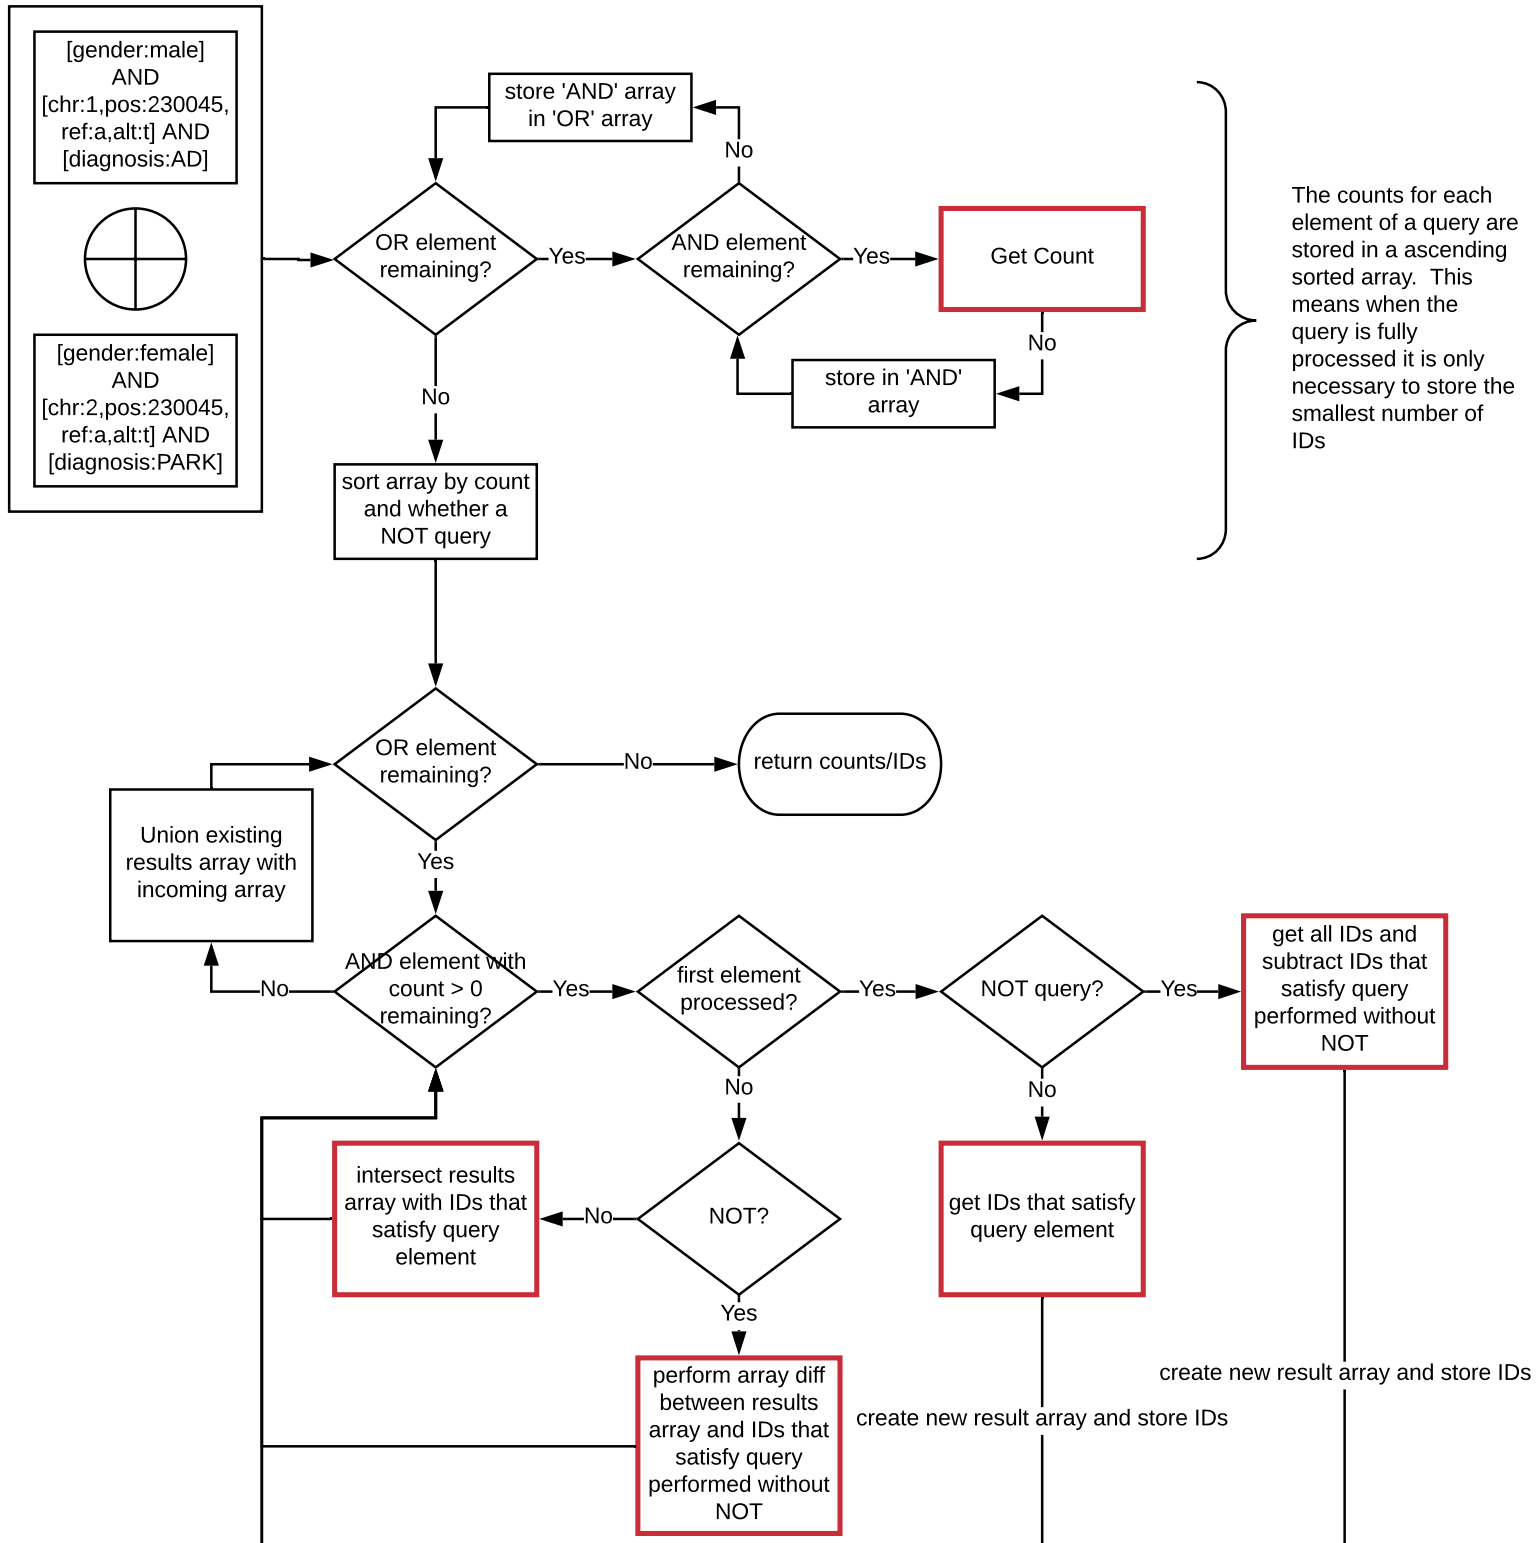 [gender:male]
AND
[chr:1,pos:230045,
ref:a,alt:t] AND
[diagnosis:AD]
[gender:female]
AND
[chr:2,pos:230045,
ref:a,alt:t] AND
[diagnosis:PARK]
store 'AND' array
in 'OR' array
No
OR element
remaining?
Yes
AND element
remaining?
Yes
Get Count
No
store in 'AND'
array
No
sort array by count
and whether a
NOT query
The counts for each
element of a query are
stored in a ascending
sorted array.  This
means when the
query is fully
processed it is only
necessary to store the
smallest number of
IDs
OR element
remaining?
No
return counts/IDs
Union existing
results array with
incoming array
Yes
No
AND element with
count > 0
remaining?
Yes
first element
processed?
Yes
NOT query?
Yes
get all IDs and
subtract IDs that
satisfy query
performed without
NOT
No
No
intersect results
array with IDs that
satisfy query
element
No
NOT?
get IDs that satisfy
query element
Yes
perform array diff
between results
array and IDs that
satisfy query
performed without
NOT
create new result array and store IDs
create new result array and store IDs